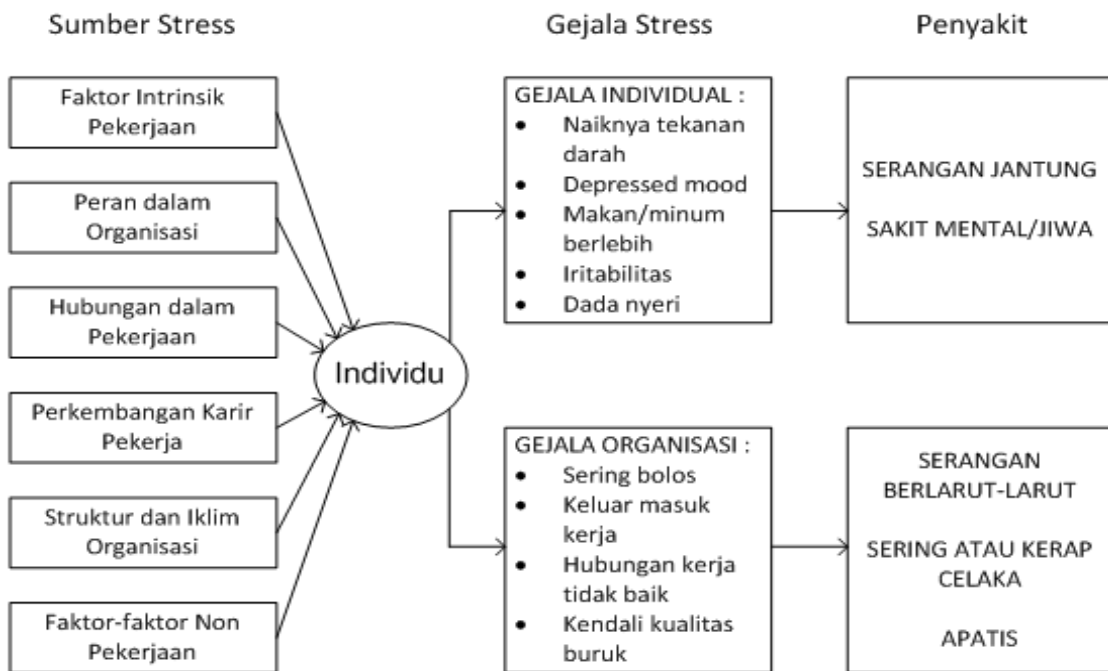 Sumber Stress
Gejala Stress
Penyakit
Faktor Intrinsik
Pekerjaan
Peran dalam
Organisasi
Hubungan dalam
Pekerjaan
Perkembangan Karir
Pekerja
Struktur dan Iklim
Organisasi
Faktor-faktor Non
Pekerjaan
Individu
GEJALA INDIVIDUAL :
• Naiknya tekanan
darah
• Depressed mood
• Makan/minum
berlebih
• Iritabilitas
• Dada nyeri
SERANGAN JANTUNG
SAKIT MENTAL/JIWA
GEJALA ORGANISASI :
• Sering bolos
• Keluar masuk
kerja
• Hubungan kerja
tidak baik
• Kendali kualitas
buruk
SERANGAN
BERLARUT-LARUT
SERING ATAU KERAP
CELAKA
APATIS